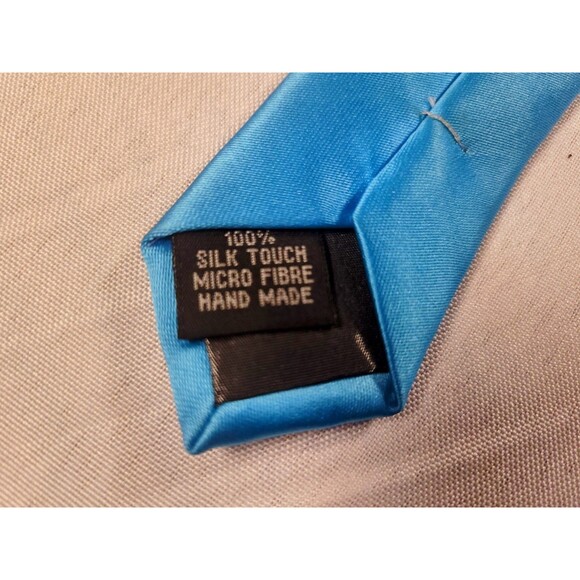 100%
SILK TOUCH
MICRO FIBRE
HAND MADE